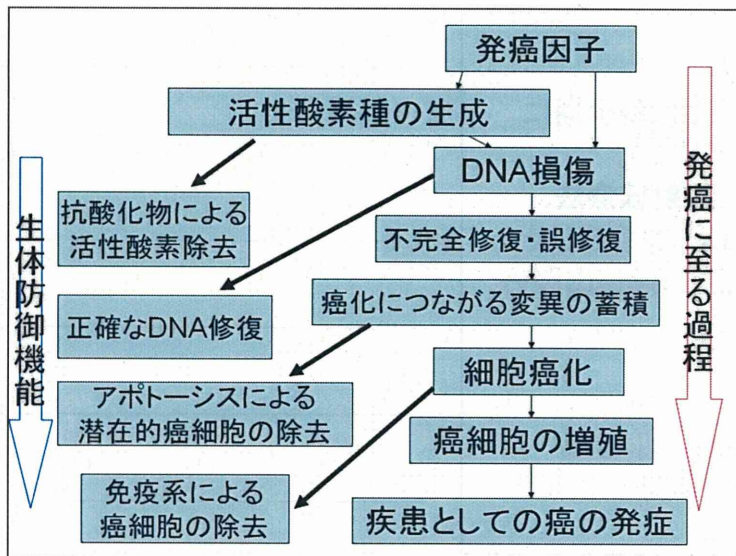 発癌因子
活性酸素種の生成
DNA損傷
抗酸化物による
活性酸素除去
不完全修復・誤修復
正確なDNA修復
癌化につながる変異の蓄積
細胞癌化
アポトーシスによる
潜在的癌細胞の除去
癌細胞の増殖
免疫系による
癌細胞の除去
疾患としての癌の発症
生体防御機能
発癌に至る過程